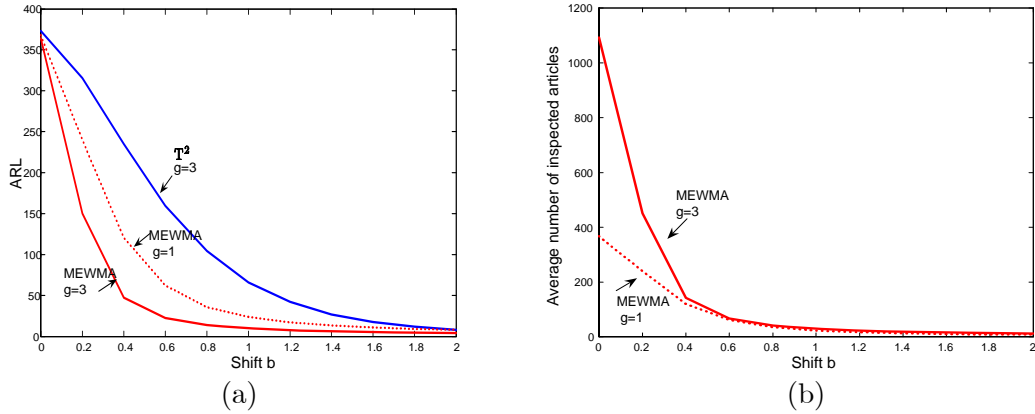 400
350
300
250
200
150
100
50
0
ARL
T²
g=3
MEWMA
g=1
MEWMA
g=3
0 0.2 0.4 0.6 0.8 1 1.2 1.4 1.6 1.8 2
Shift b
(a)
1200
1000
800
600
400
200
0
Average number of inspected articles
MEWMA
g=3
MEWMA
g=1
0 0.2 0.4 0.6 0.8 1 1.2 1.4 1.6 1.8 2
Shift b
(b)